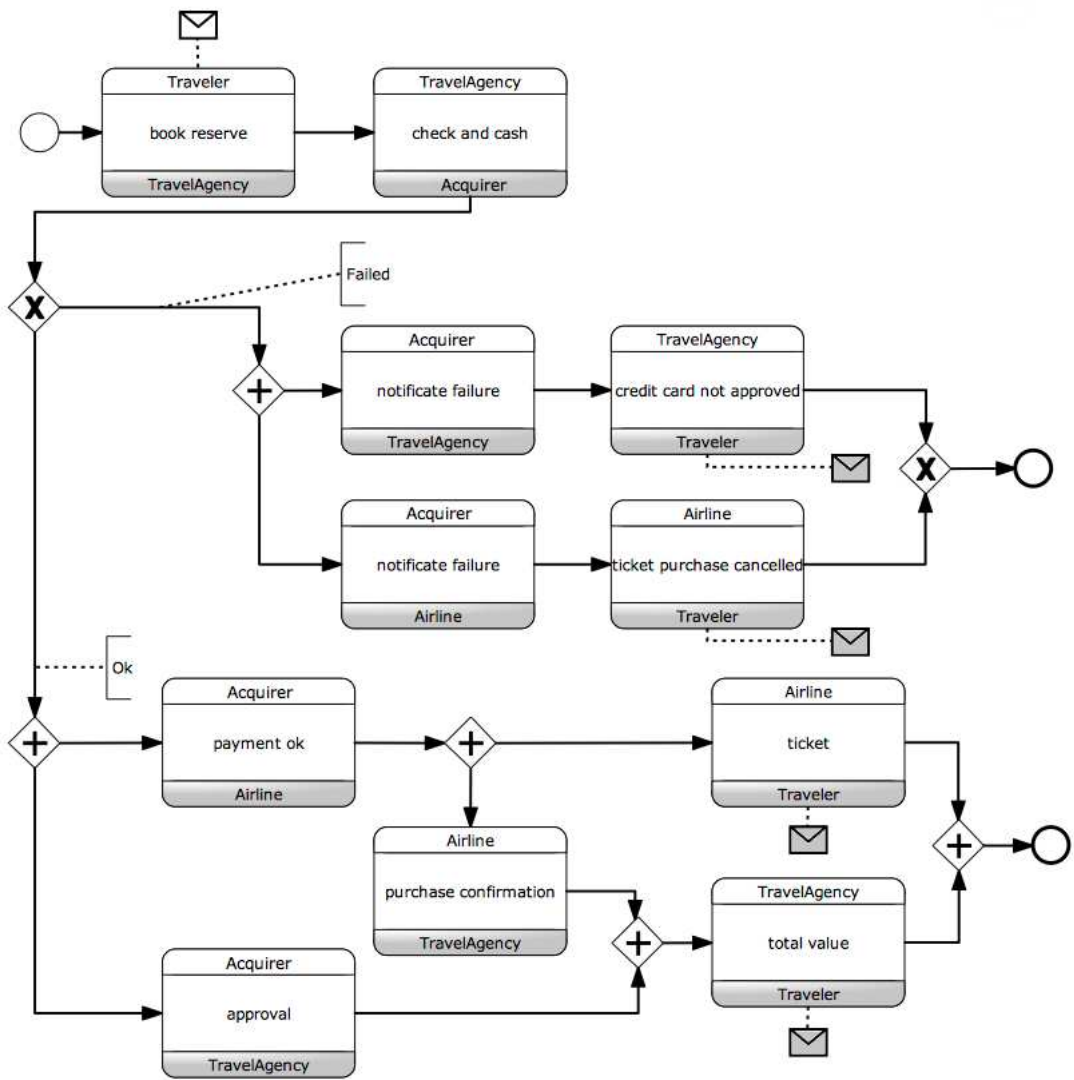 Traveler
book reserve
TravelAgency
TravelAgency
check and cash
Acquirer
X
Failed
+
Acquirer
notificate failure
TravelAgency
TravelAgency
credit card not approved
Traveler
X
Acquirer
notificate failure
Airline
Airline
ticket purchase cancelled
Traveler
Ok
+
Acquirer
payment ok
Airline
+
Airline
ticket
Traveler
Airline
purchase confirmation
TravelAgency
+
+
TravelAgency
total value
Traveler
Acquirer
approval
TravelAgency